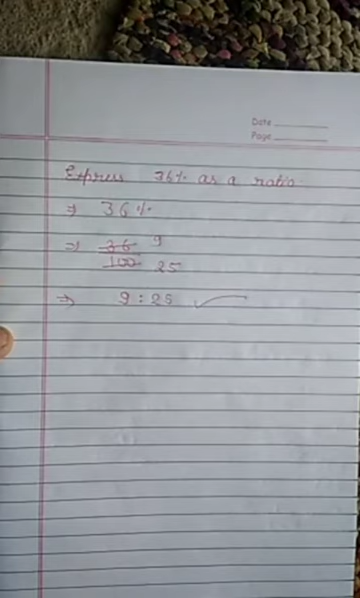 Date
Page
Express 36% as a ratio.
⇒ 36%
⇒ 36 9
100 25
⇒ 9 : 25 ✓